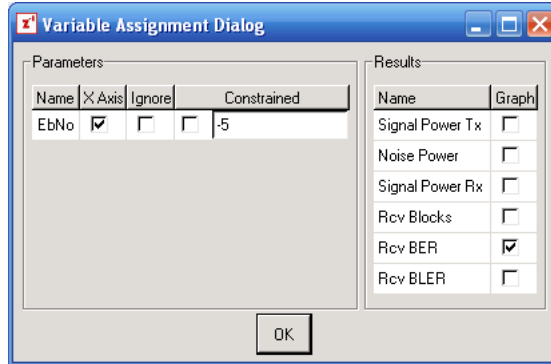 z¹ Variable Assignment Dialog
Parameters
Name X Axis Ignore Constrained
EbNo -5
Results
Name Graph
Signal Power Tx
Noise Power
Signal Power Rx
Rcv Blocks
Rcv BER
Rcv BLER
OK